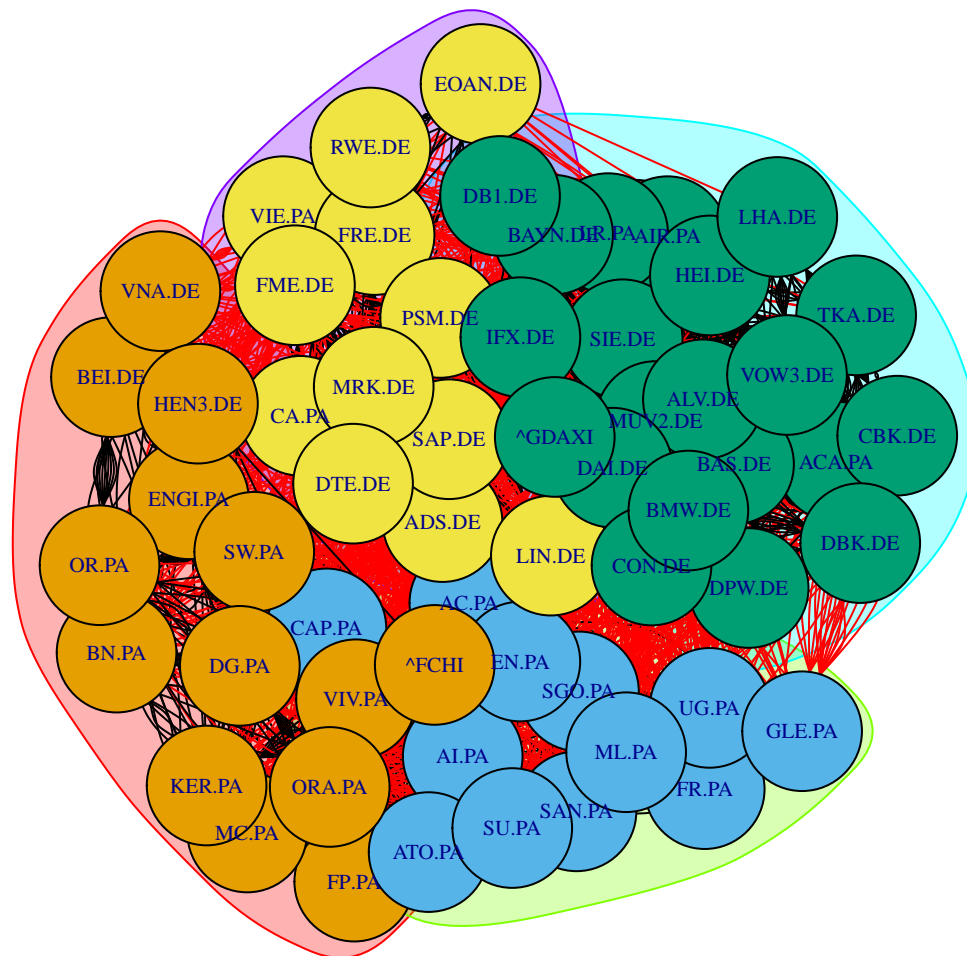 EOAN.DE
RWE.DE
DB1.DE
VIE.PA
LHA.DE
FRE.DE
BAYN.DE
LR.PA
AIR.PA
HEI.DE
FME.DE
VNA.DE
PSM.DE
TKA.DE
IFX.DE
SIE.DE
BEI.DE
VOW3.DE
MRK.DE
HEN3.DE
ALV.DE
CA.PA
MUV2.DE
^GDAXI
SAP.DE
CBK.DE
DAI.DE
BAS.DE
ACA.PA
DTE.DE
ENGI.PA
BMW.DE
ADS.DE
DBK.DE
SW.PA
LIN.DE
OR.PA
CON.DE
DPW.DE
AC.PA
CAP.PA
BN.PA
DG.PA
^FCHI
EN.PA
SGO.PA
VIV.PA
UG.PA
GLE.PA
AI.PA
ML.PA
KER.PA
ORA.PA
FR.PA
SAN.PA
MC.PA
SU.PA
ATO.PA
FP.PA